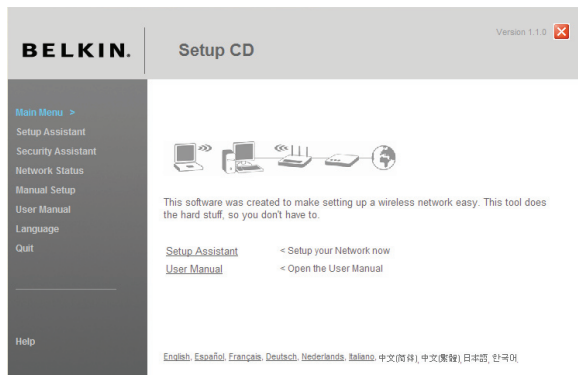 Version 1.1.0
BELKIN.
Setup CD
Main Menu >
Setup Assistant
Security Assistant
Network Status
Manual Setup
User Manual
Language
Quit
Help
This software was created to make setting up a wireless network easy. This tool does
the hard stuff, so you don't have to.
Setup Assistant < Setup your Network now
User Manual < Open the User Manual
English, Español, Français, Deutsch, Nederlands, Italiano, 中文(简体), 中文(繁體), 日本語, 한국어,